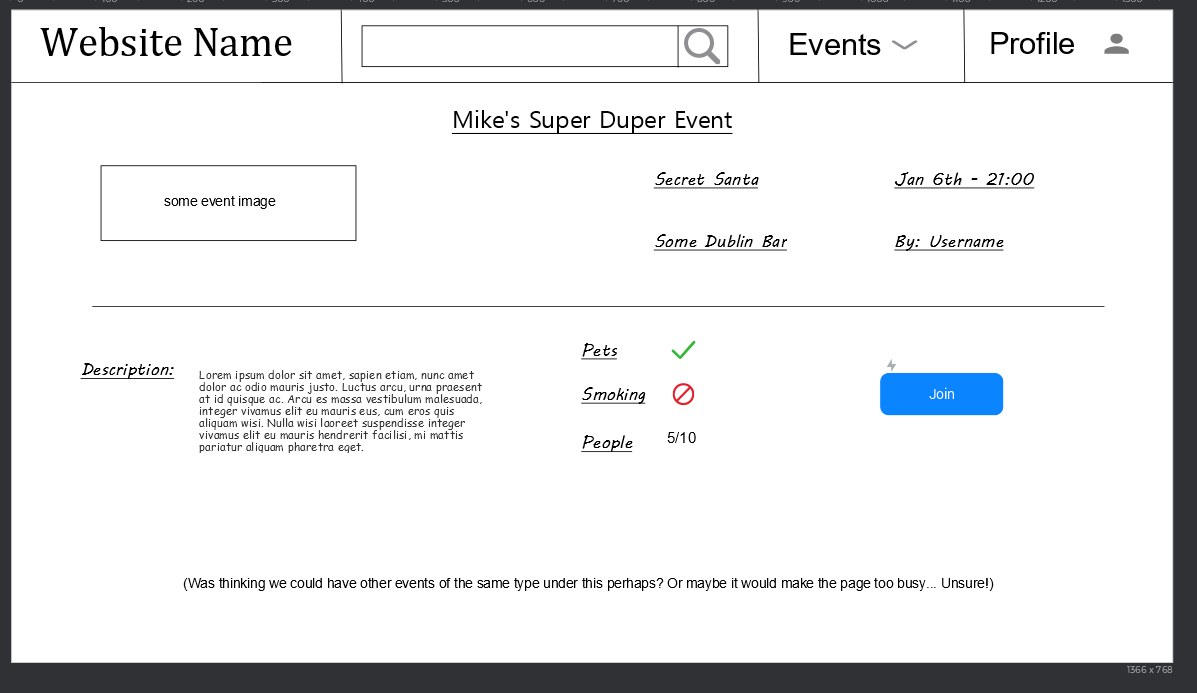 Website Name
Events
Profile
Mike's Super Duper Event
some event image
Secret Santa
Jan 6th - 21:00
Some Dublin Bar
By: Username
Description:
Lorem ipsum dolor sit amet, sapien etiam, nunc amet
dolor ac odio mauris justo. Luctus arcu, urna praesent
at id quisque ac. Arcu es massa vestibulum malesuada,
integer vivamus elit eu mauris eus, cum eros quis
aliquam wisi. Nulla wisi laoreet suspendisse integer
vivamus elit eu mauris hendrerit facilisi, mi mattis
pariatur aliquam pharetra eget.
Pets
Smoking
People
5/10
Join
(Was thinking we could have other events of the same type under this perhaps? Or maybe it would make the page too busy... Unsure!)
1366 x 768